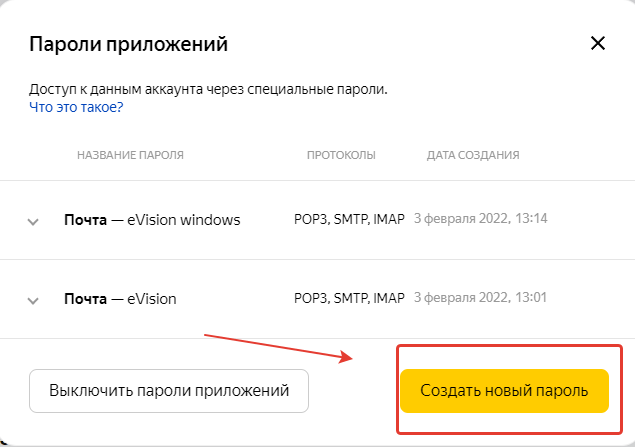 Пароли приложений
Доступ к данным аккаунта через специальные пароли.
Что это такое?
НАЗВАНИЕ ПАРОЛЯ ПРОТОКОЛЫ ДАТА СОЗДАНИЯ
Почта — eVision windows POP3, SMTP, IMAP 3 февраля 2022, 13:14
Почта — eVision POP3, SMTP, IMAP 3 февраля 2022, 13:01
Выключить пароли приложений Создать новый пароль